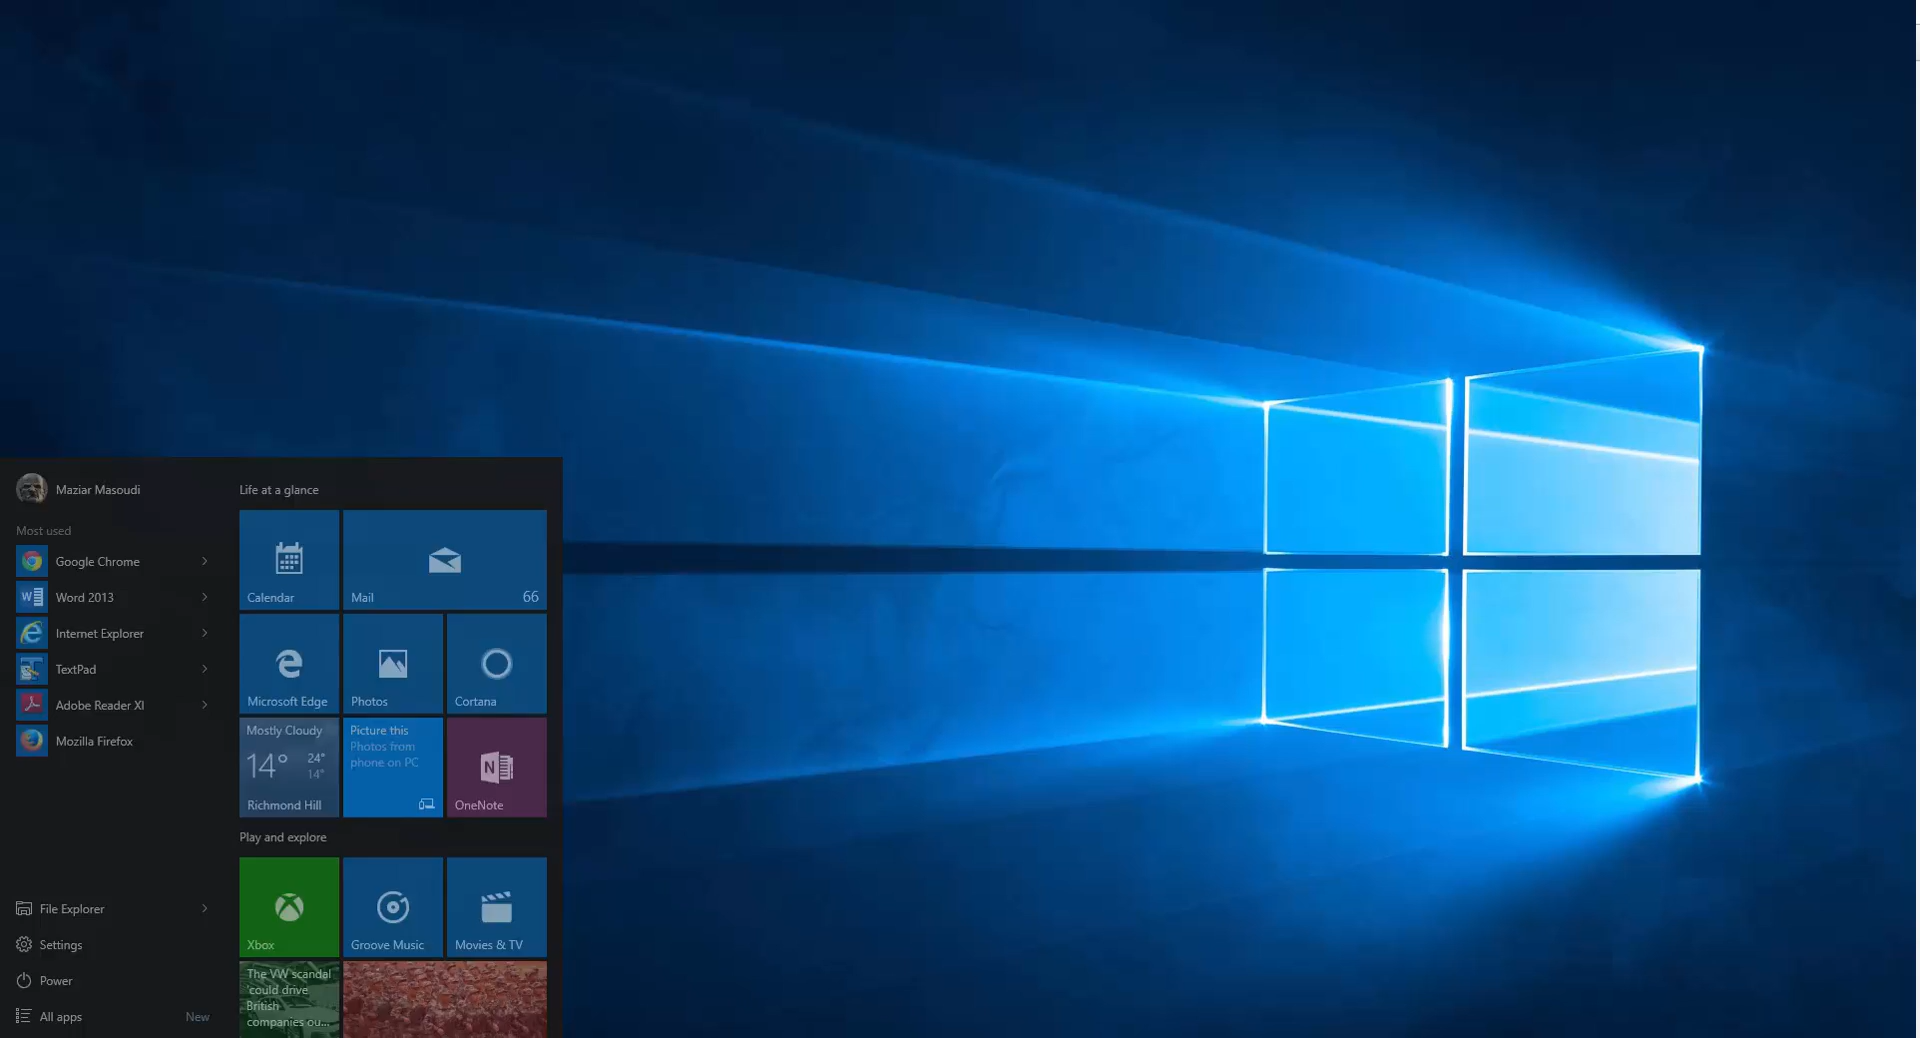 Maziar Masoudi
Most used
Google Chrome
Word 2013
Internet Explorer
TextPad
Adobe Reader XI
Mozilla Firefox
File Explorer
Settings
Power
All apps New
Life at a glance
Calendar
Mail 66
Microsoft Edge
Photos
Cortana
Mostly Cloudy
14° 24°
14°
Richmond Hill
Picture this
Photos from
phone on PC
OneNote
Play and explore
Xbox
Groove Music
Movies & TV
The VW scandal
'could drive
British
companies ou...